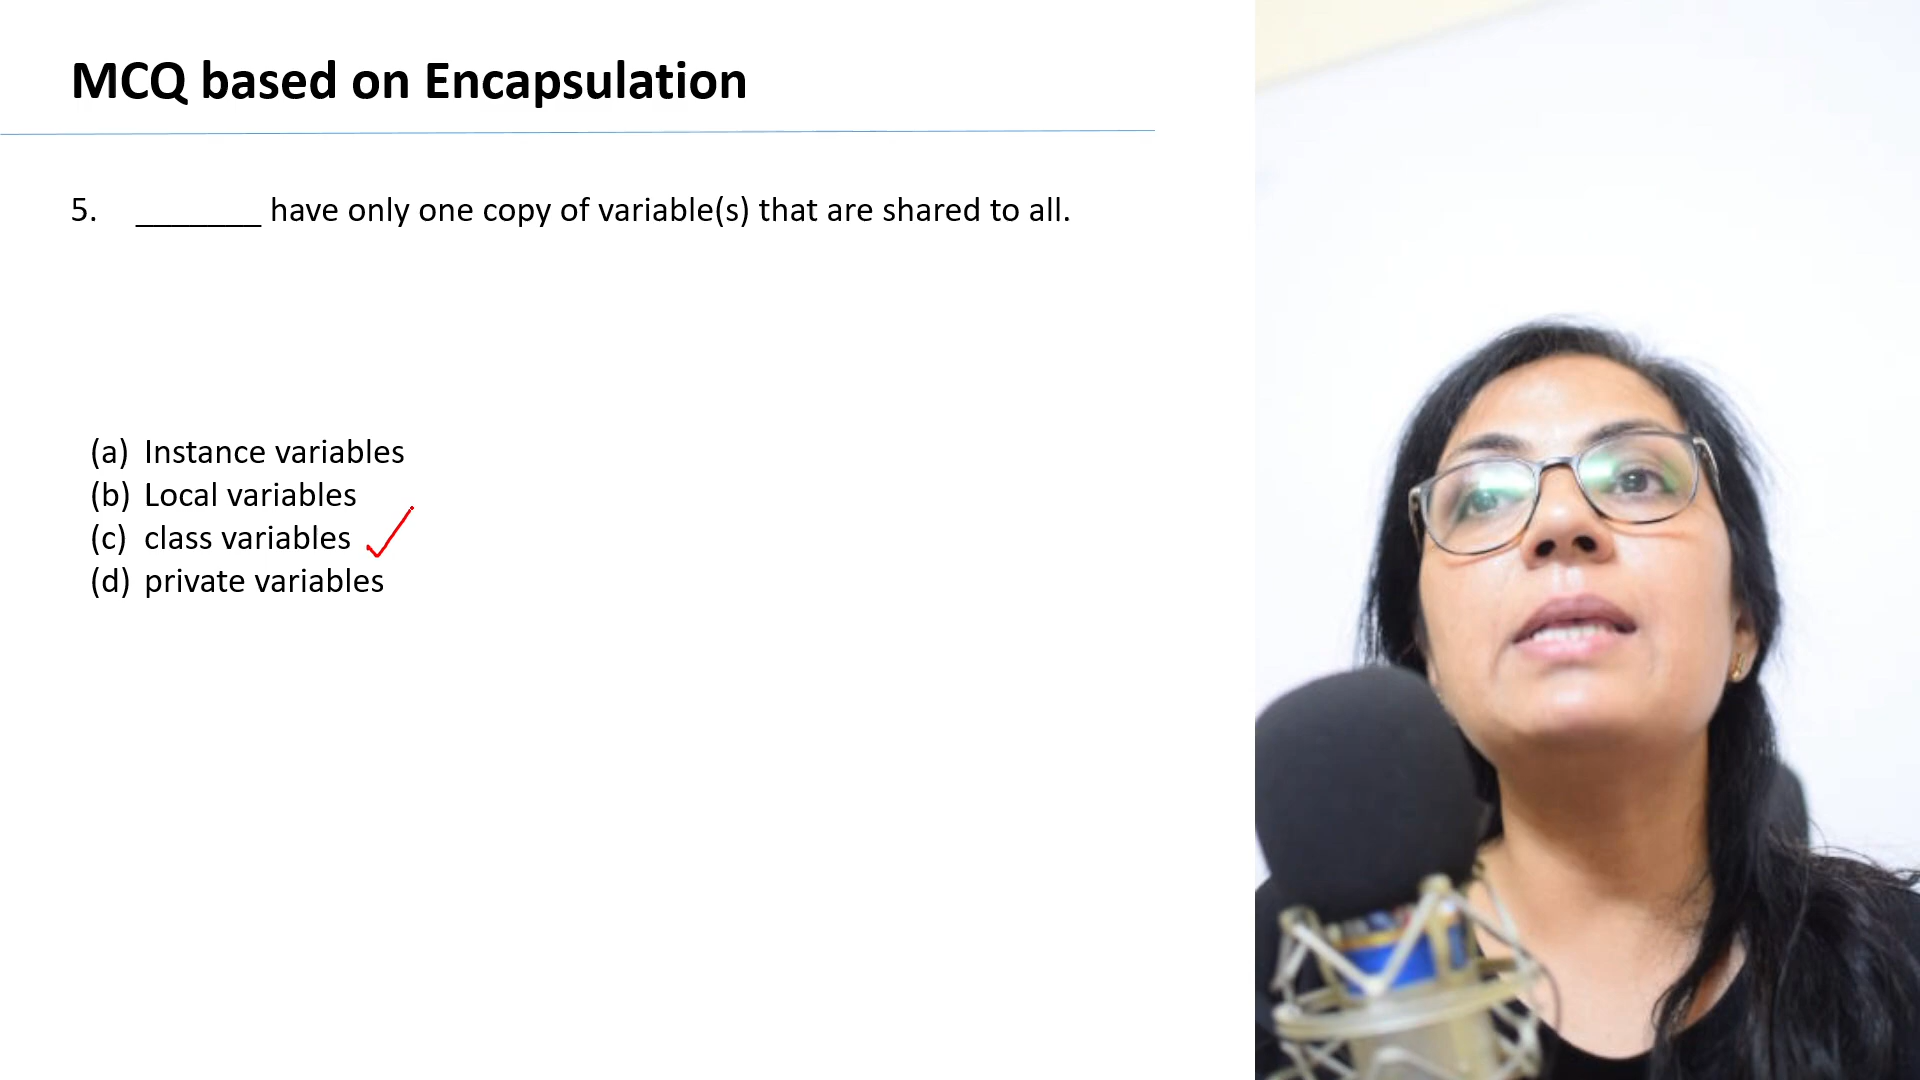 MCQ based on Encapsulation
5. _______ have only one copy of variable(s) that are shared to all.
(a) Instance variables
(b) Local variables
(c) class variables
(d) private variables